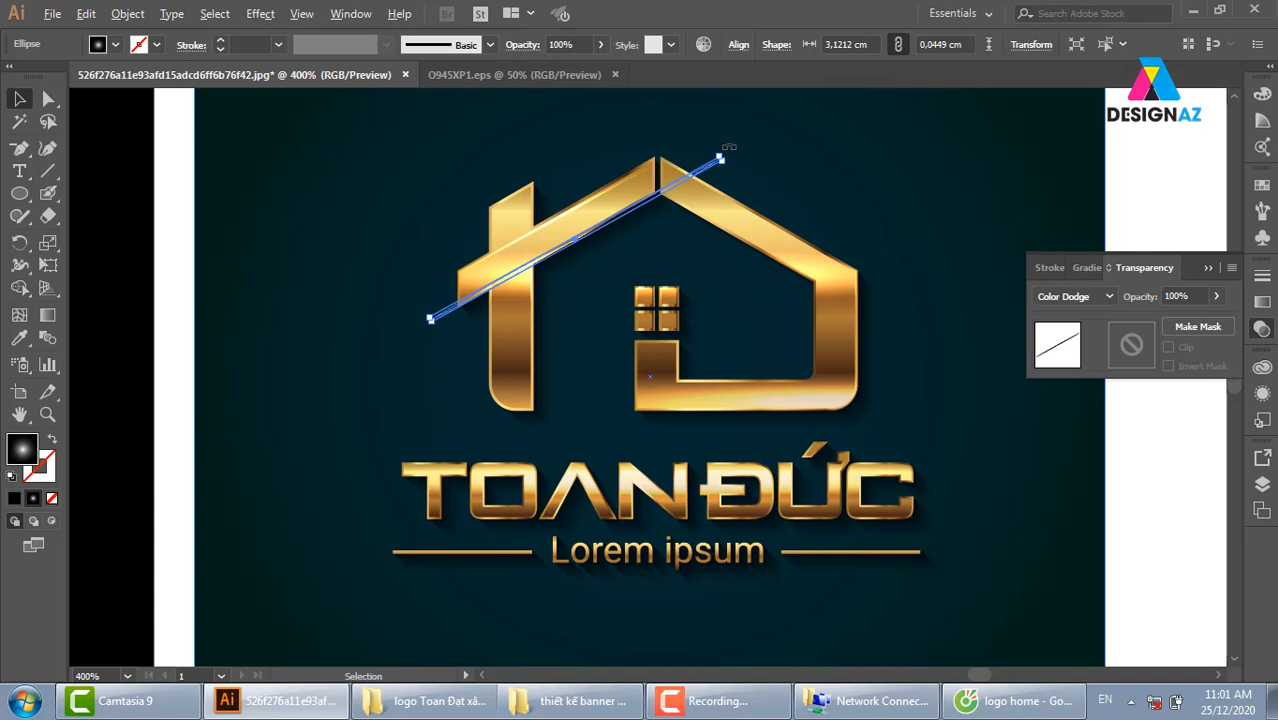 Ai File Edit Object Type Select Effect View Window Help Br St Essentials Search Adobe Stock
Ellipse Stroke: Basic Opacity: 100% Style: Align Shape: 3,1212 cm 0,0449 cm Transform
526f276a11e93afd15adcd6ff6b76f42.jpg* @ 400% (RGB/Preview) × O945XP1.eps @ 50% (RGB/Preview) ×
DESIGNAZ
Stroke Gradie Transparency
Color Dodge Opacity: 100%
Make Mask
Clip
Invert Mask
TOAN ĐỨC
Lorem ipsum
400% 1 Selection
Camtasia 9 Ai 526f276a11e93af... logo Toan Đạt xâ... thiết kế banner ... Recording... Network Connec... logo home - Go... EN 11:01 AM
25/12/2020